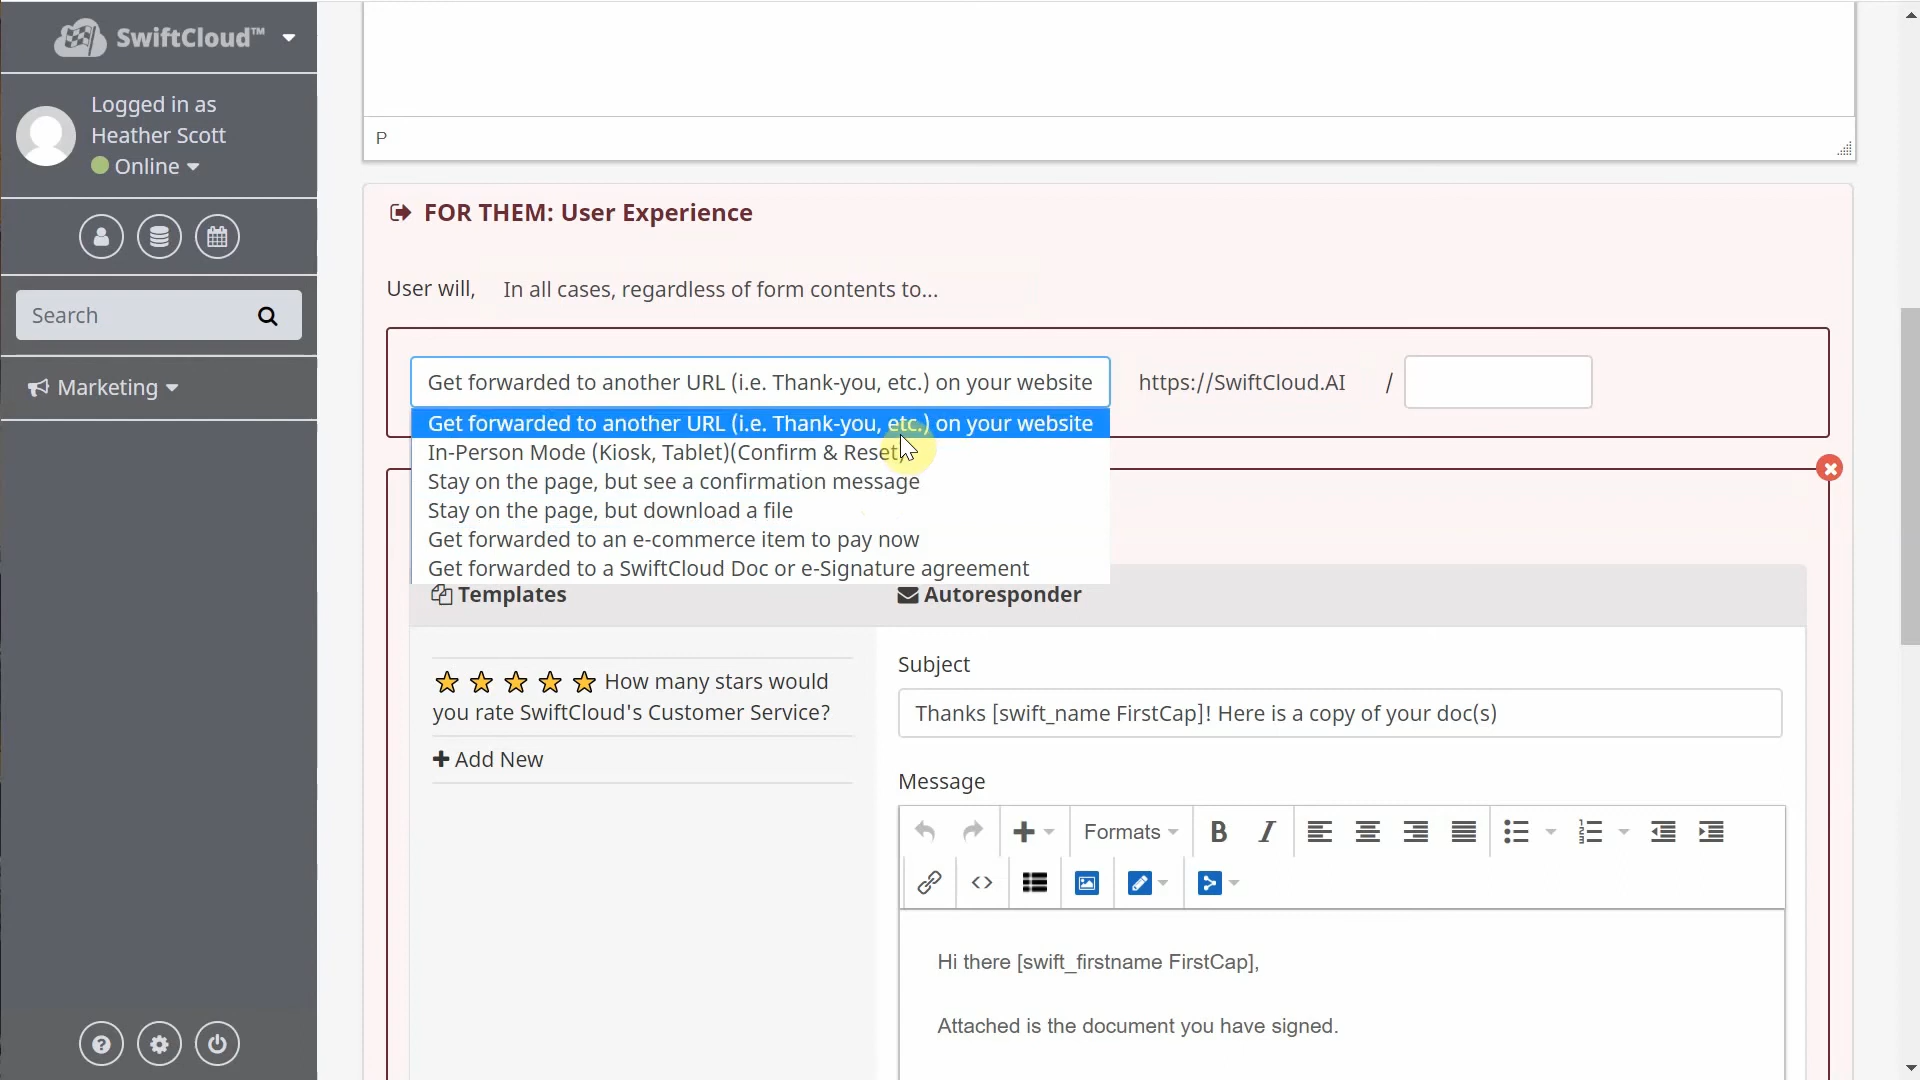 SwiftCloud™
Logged in as
Heather Scott
Online
Search
Marketing
P
FOR THEM: User Experience
User will, In all cases, regardless of form contents to...
Get forwarded to another URL (i.e. Thank-you, etc.) on your website https://SwiftCloud.AI /
Get forwarded to another URL (i.e. Thank-you, etc.) on your website
In-Person Mode (Kiosk, Tablet)(Confirm & Reset)
Stay on the page, but see a confirmation message
Stay on the page, but download a file
Get forwarded to an e-commerce item to pay now
Get forwarded to a SwiftCloud Doc or e-Signature agreement
Templates
Autoresponder
How many stars would
you rate SwiftCloud's Customer Service?
Add New
Subject
Thanks [swift_name FirstCap]! Here is a copy of your doc(s)
Message
Formats B I
Hi there [swift_firstname FirstCap],
Attached is the document you have signed.